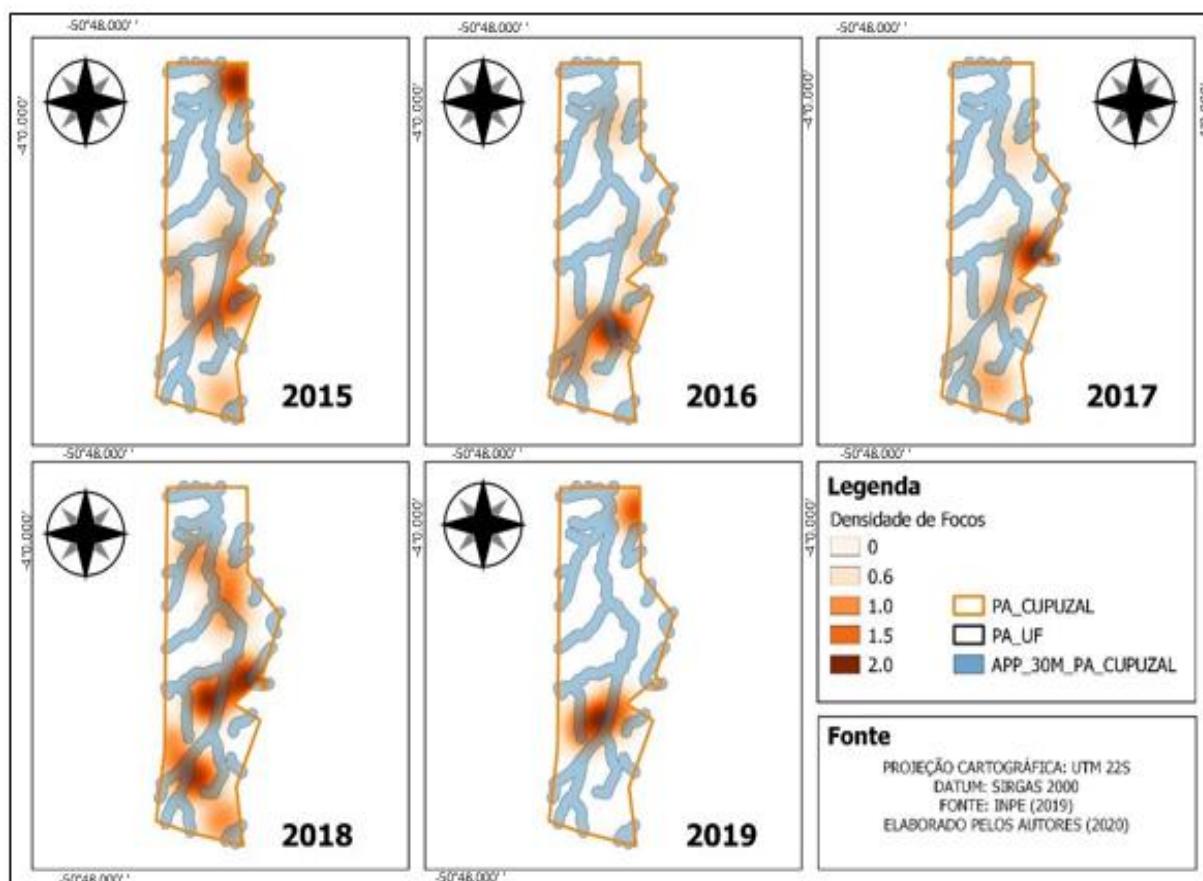 -50°48.000' '
-50°48.000' '
-50°48.000' '
-4°0.000'
-4°0.000'
-4°0.000'
2015
2016
2017
-50°48.000' '
-50°48.000' '
-50°48.000' '
-4°0.000'
-4°0.000'
-4°0.000'
2018
2019
Legenda
Densidade de Focos
0
0.6
1.0
1.5
2.0
PA_CUPUZAL
PA_UF
APP_30M_PA_CUPUZAL
Fonte
PROJEÇÃO CARTOGRÁFICA: UTM 22S
DATUM: SIRGAS 2000
FONTE: INPE (2019)
ELABORADO PELOS AUTORES (2020)
-50°48.000' '
-50°48.000' '